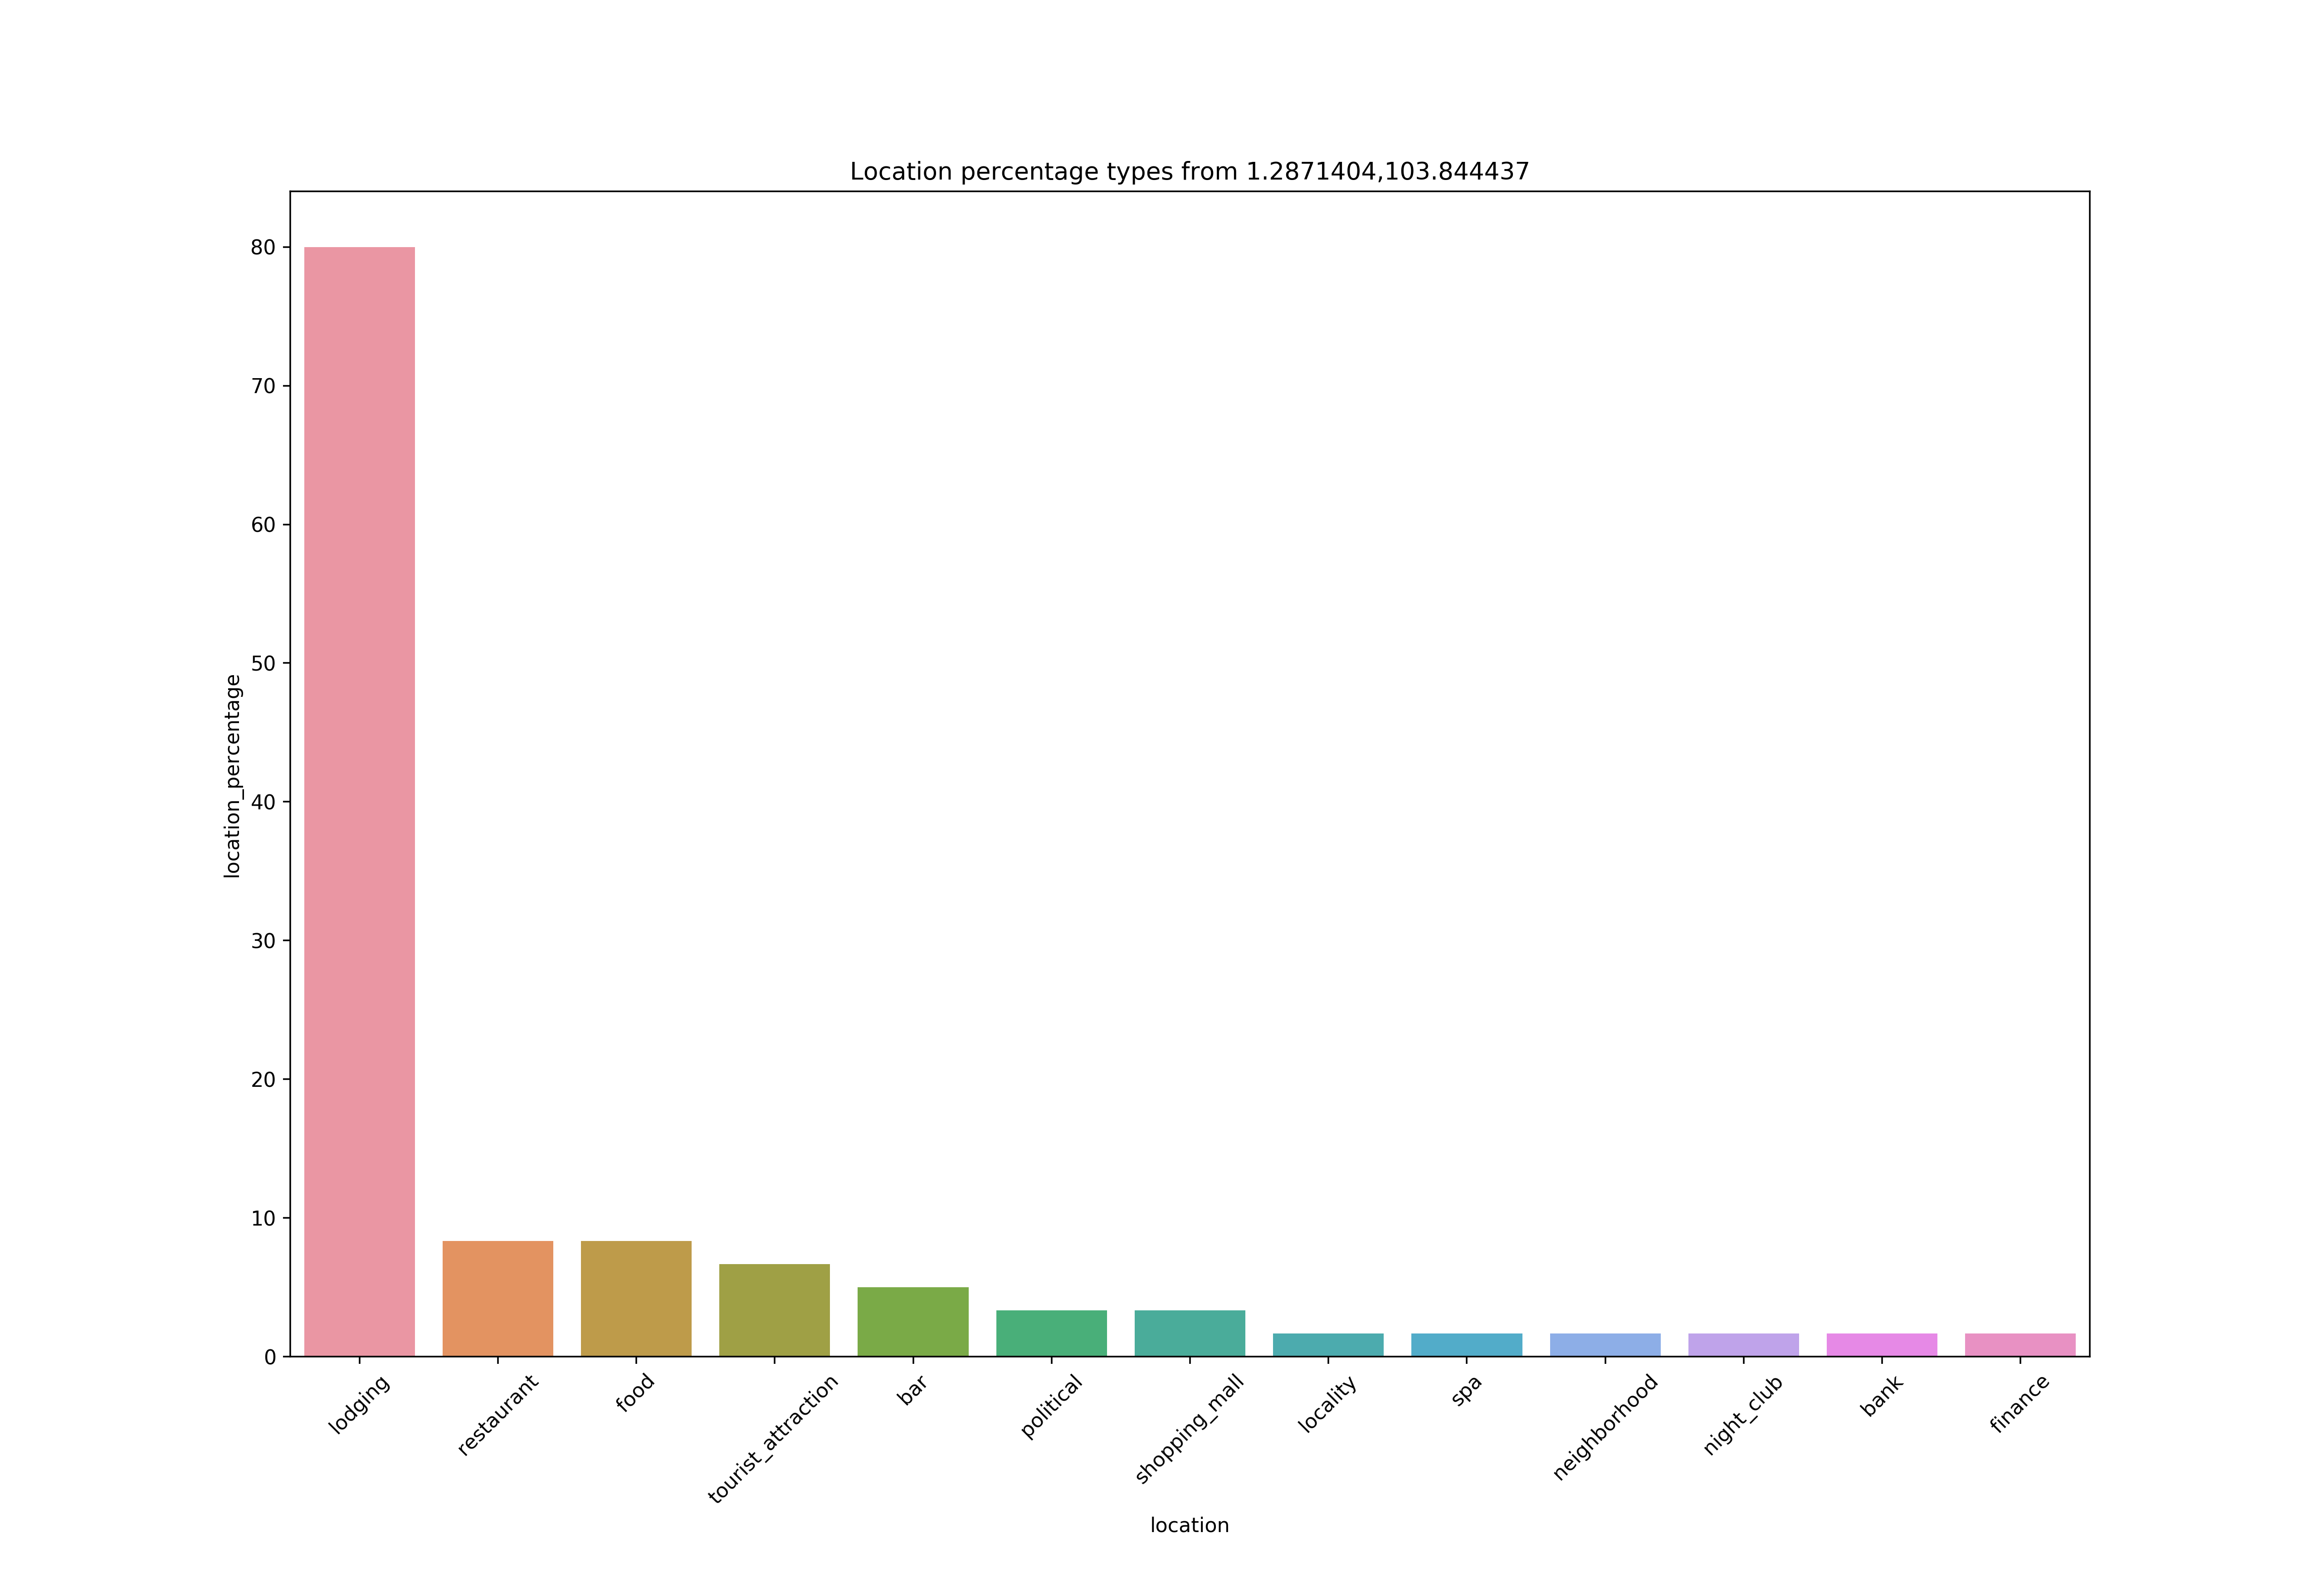 Location percentage types from 1.2871404,103.844437
location_percentage
80
70
60
50
40
30
20
10
0
lodging
restaurant
food
tourist_attraction
bar
political
shopping_mall
locality
spa
neighborhood
night_club
bank
finance
location